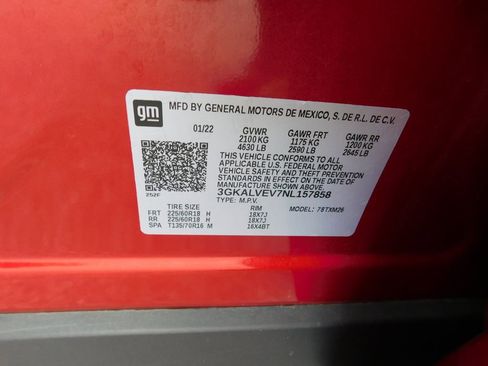 gm
MFD BY GENERAL MOTORS DE MEXICO, S. DE R.L. DE C.V.
01/22 GVWR GAWR FRT GAWR RR
2100 KG 1175 KG 1200 KG
4630 LB 2590 LB 2645 LB
THIS VEHICLE CONFORMS TO ALL
APPLICABLE U.S. FEDERAL MOTOR
VEHICLE SAFETY AND THEFT
PREVENTION STANDARDS IN EFFECT
ON THE DATE OF MANUFACTURE
SHOWN ABOVE.
252F
3GKALVEV7NL157858
TYPE: M.P.V.
TIRE SIZE RIM MODEL: 78TXM26
FRT 225/60R18 H 18X7J
RR 225/60R18 H 18X7J
SPA T135/70R16 M 16X4BT